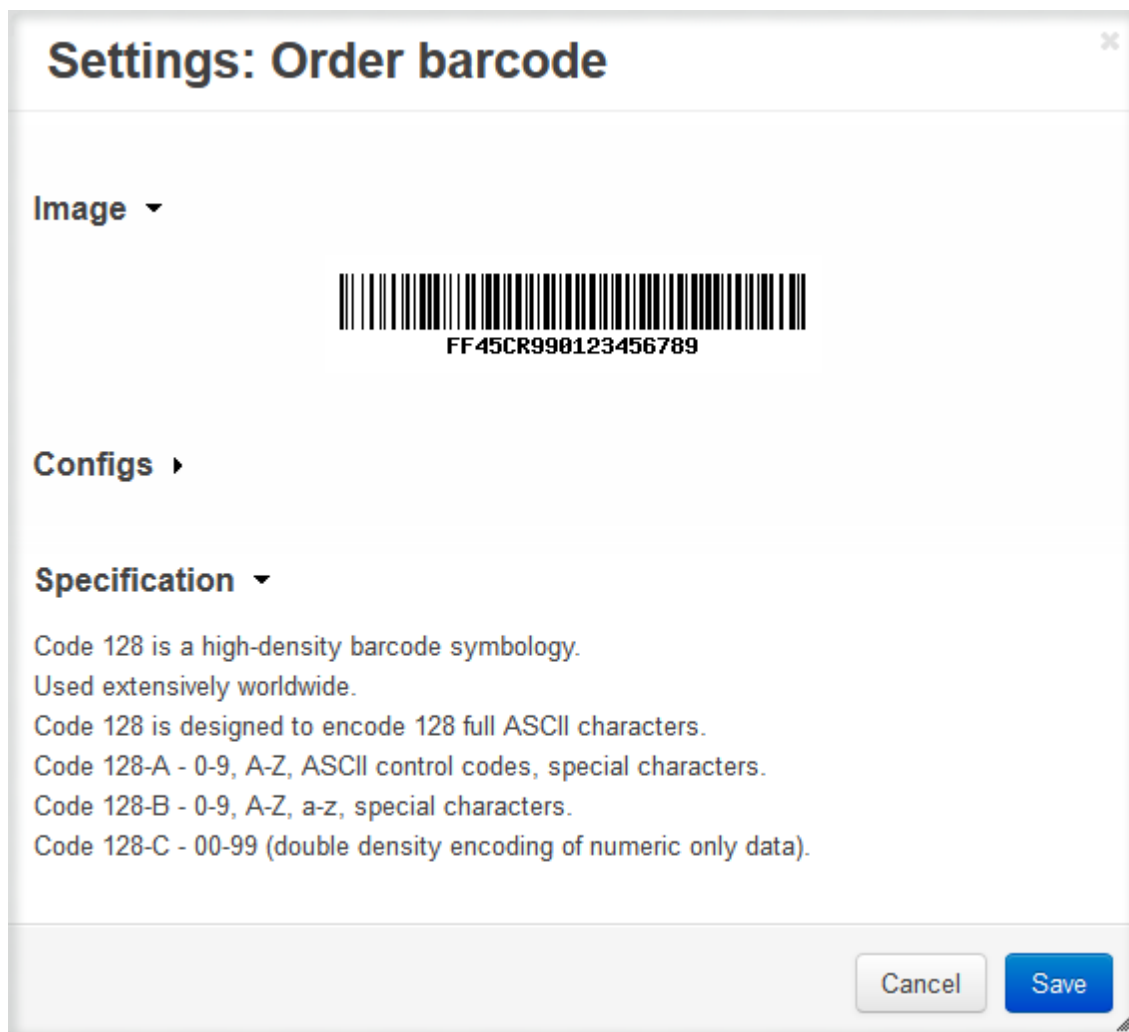 Settings: Order barcode
Image
FF45CR990123456789
Configs
Specification
Code 128 is a high-density barcode symbology.
Used extensively worldwide.
Code 128 is designed to encode 128 full ASCII characters.
Code 128-A - 0-9, A-Z, ASCII control codes, special characters.
Code 128-B - 0-9, A-Z, a-z, special characters.
Code 128-C - 00-99 (double density encoding of numeric only data).
Cancel Save